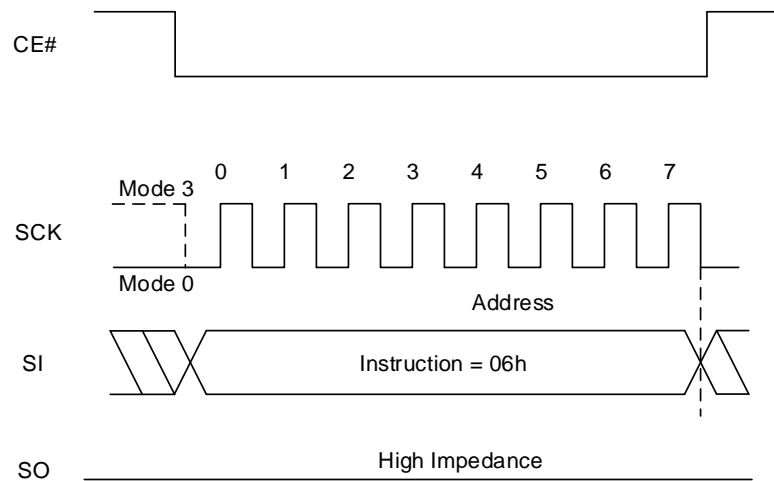 CE#
0 1 2 3 4 5 6 7
Mode 3
SCK
Mode 0
Address
SI
Instruction = 06h
High Impedance
SO